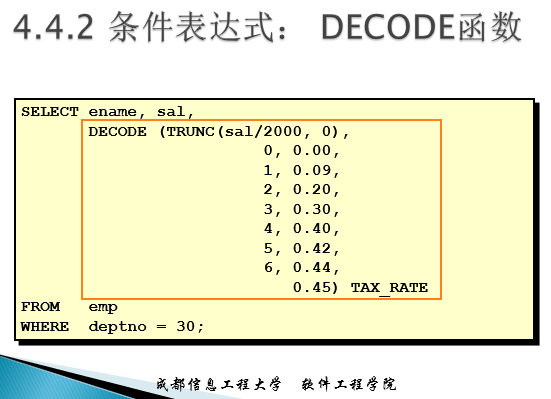 4.4.2 条件表达式： DECODE函数
SELECT ename, sal,
DECODE (TRUNC(sal/2000, 0),
0, 0.00,
1, 0.09,
2, 0.20,
3, 0.30,
4, 0.40,
5, 0.42,
6, 0.44,
0.45) TAX_RATE
FROM emp
WHERE deptno = 30;
成都信息工程大学 软件工程学院